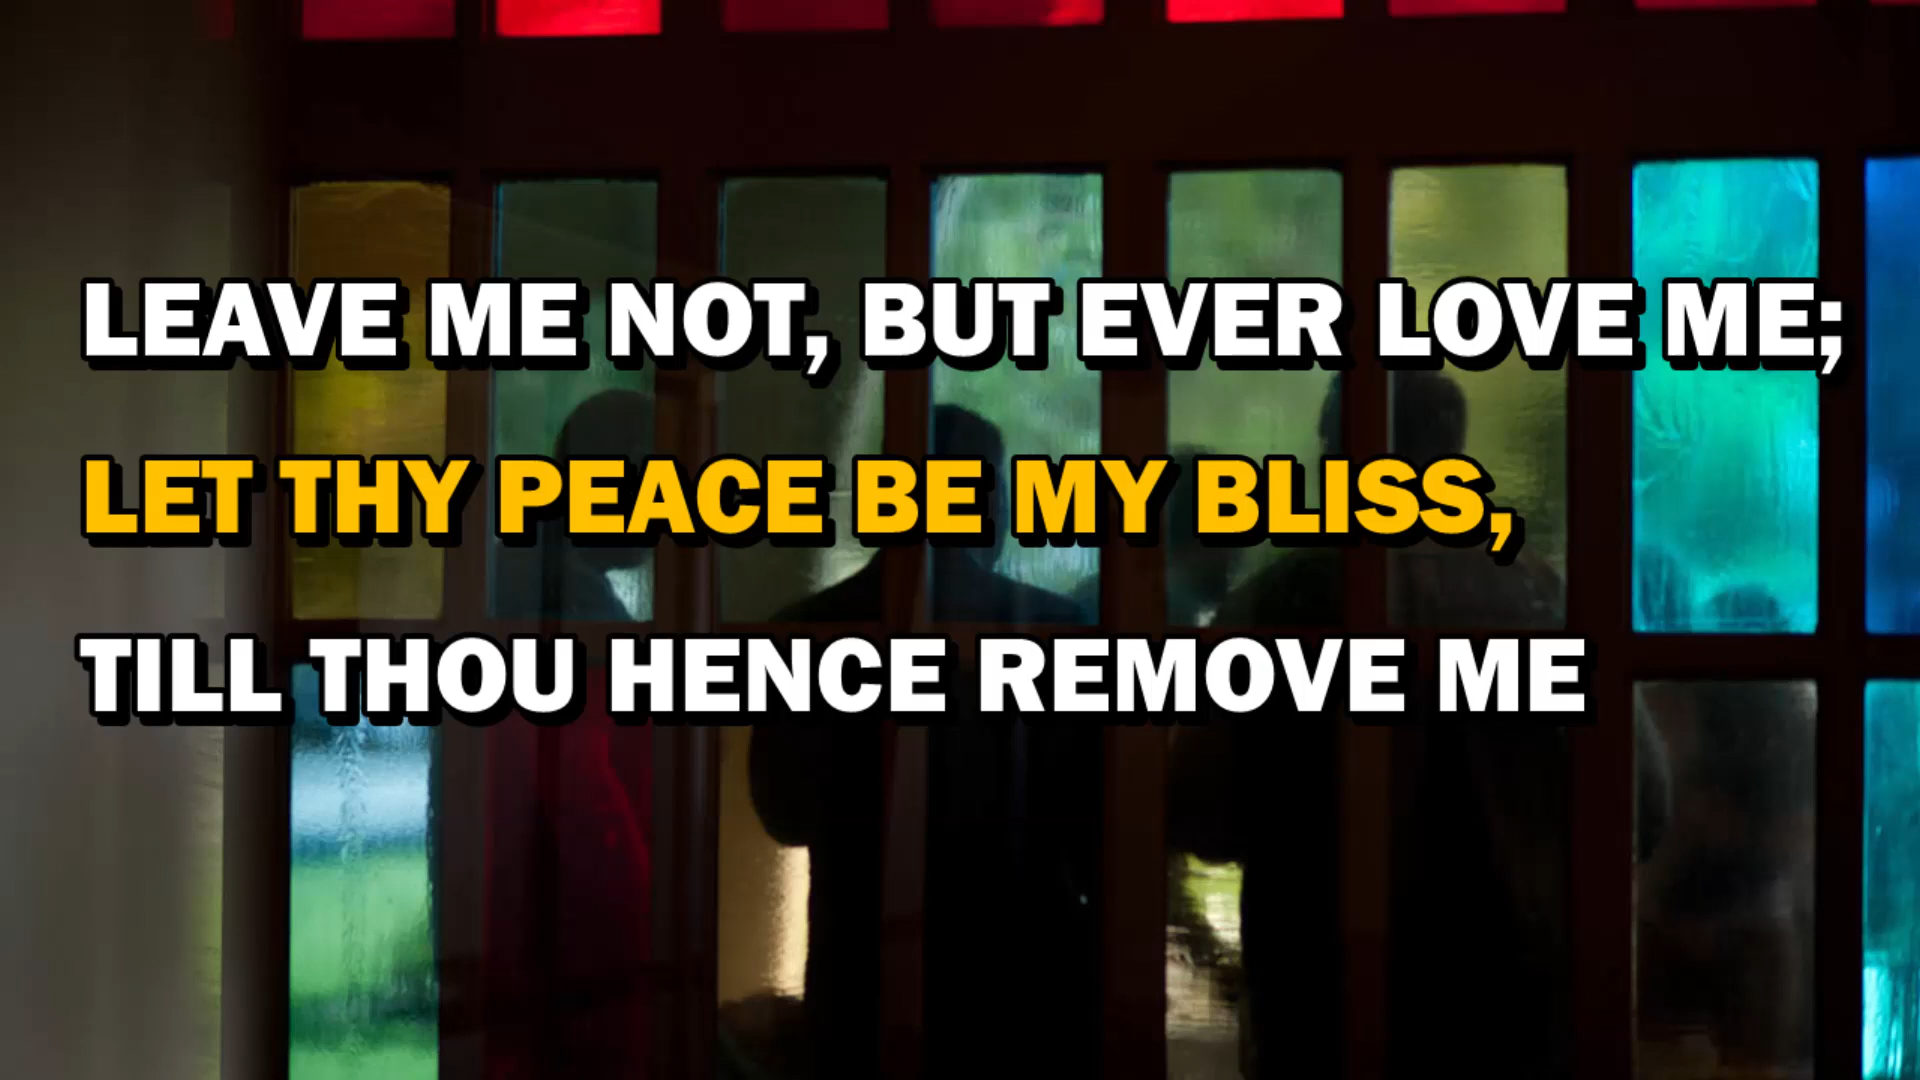 LEAVE ME NOT, BUT EVER LOVE ME;
LET THY PEACE BE MY BLISS,
TILL THOU HENCE REMOVE ME